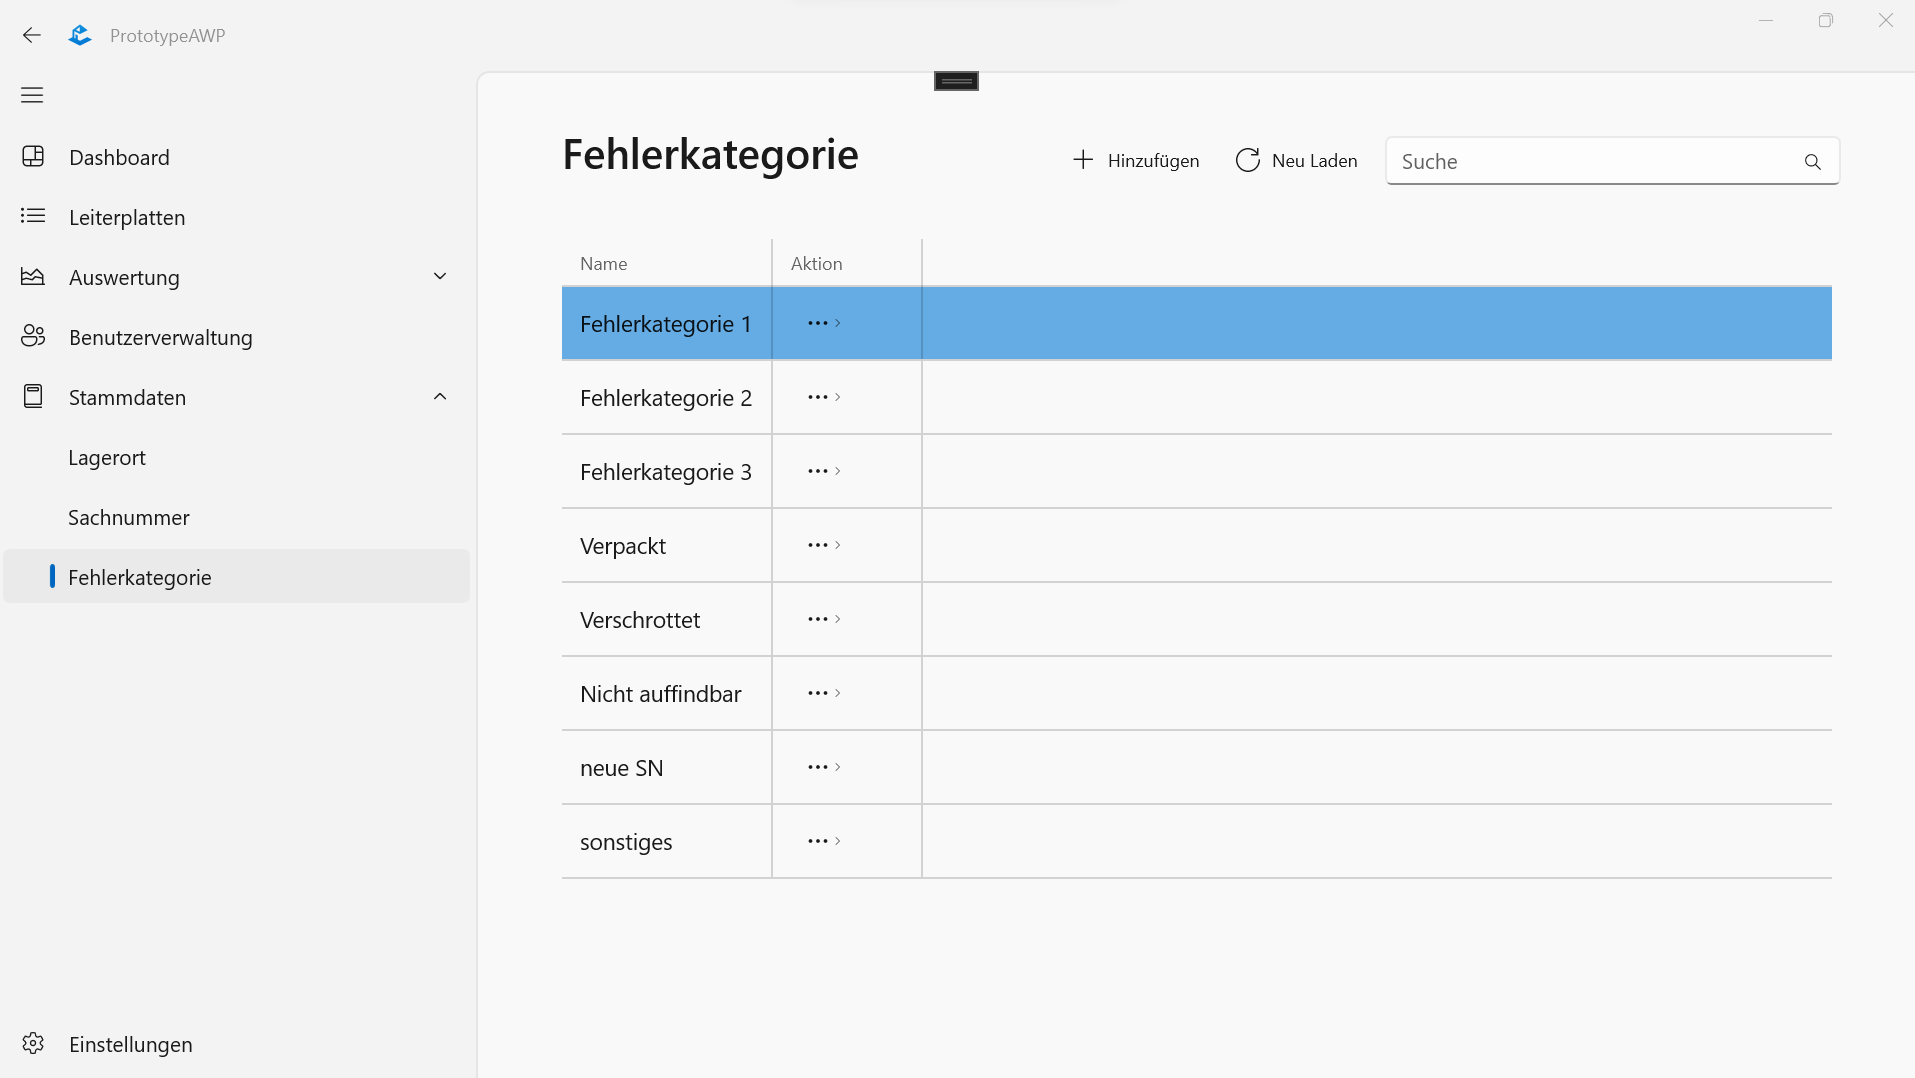 PrototypeAWP
Dashboard
Leiterplatten
Auswertung
Benutzerverwaltung
Stammdaten
Lagerort
Sachnummer
Fehlerkategorie
Einstellungen
Fehlerkategorie
Hinzufügen
Neu Laden
Suche
Name Aktion
Fehlerkategorie 1
Fehlerkategorie 2
Fehlerkategorie 3
Verpackt
Verschrottet
Nicht auffindbar
neue SN
sonstiges